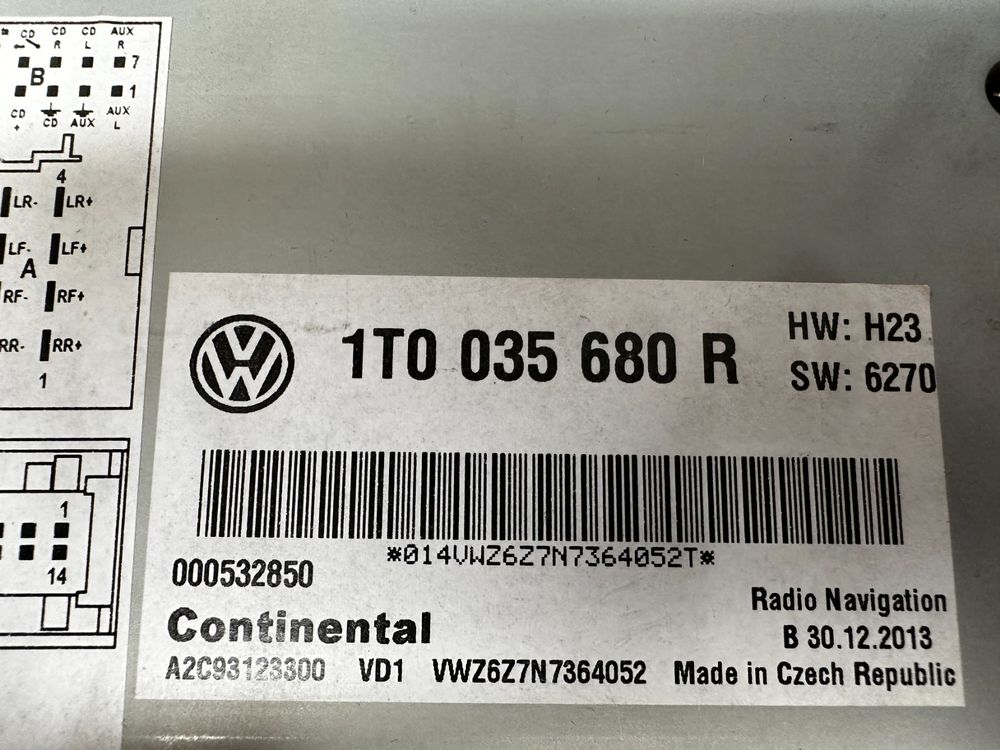 CD CD CD AUX
R L R
7
B
1
CD CD AUX AUX
+ L
4
LR- LR+
LF- LF+
A
RF- RF+
RR- RR+
1
1
14
VW 1T0 035 680 R HW: H23
SW: 6270
*014VWZ6Z7N7364052T*
000532850
Radio Navigation
Continental B 30.12.2013
A2C93123300 VD1 VWZ6Z7N7364052 Made in Czech Republic